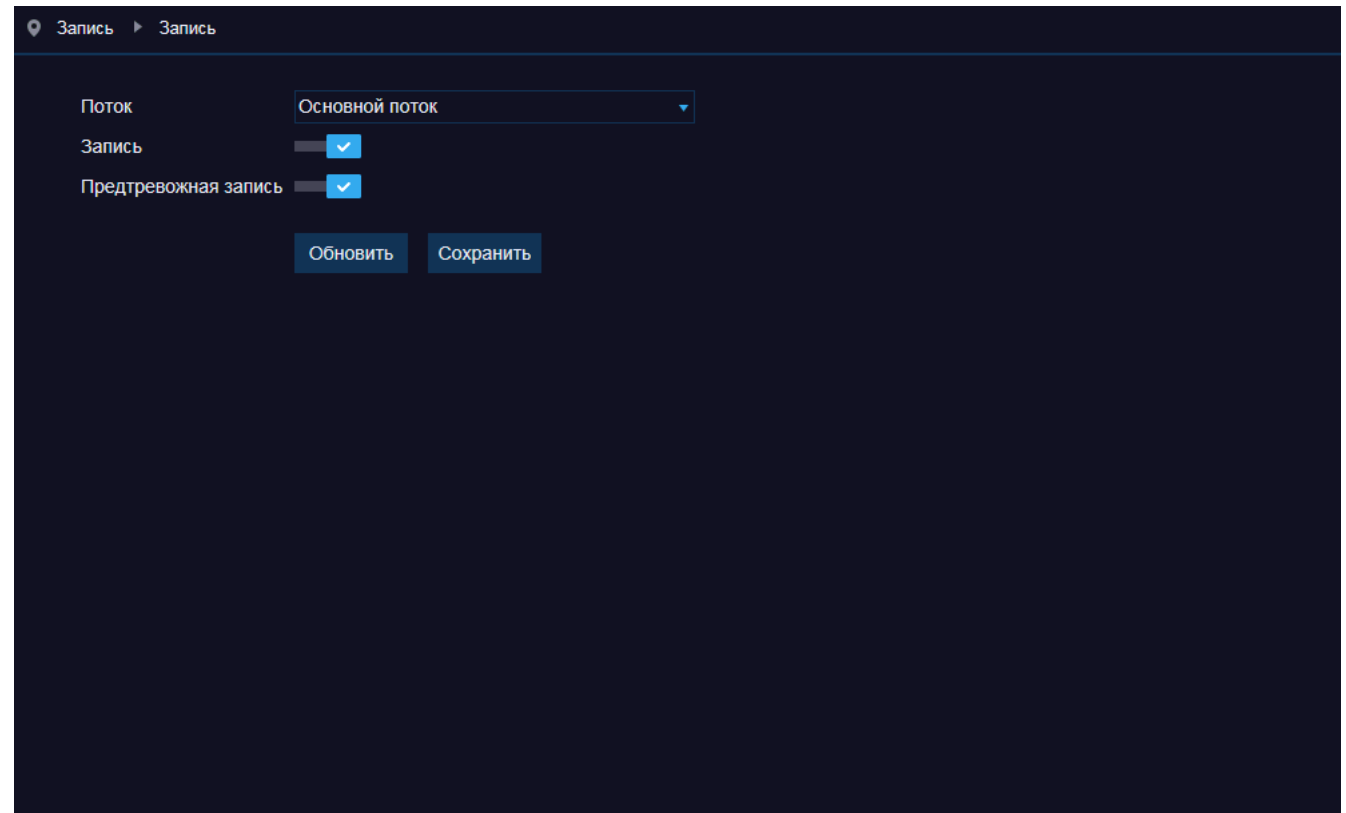 Запись Запись
Поток Основной поток
Запись
Предтревожная запись
Обновить Сохранить